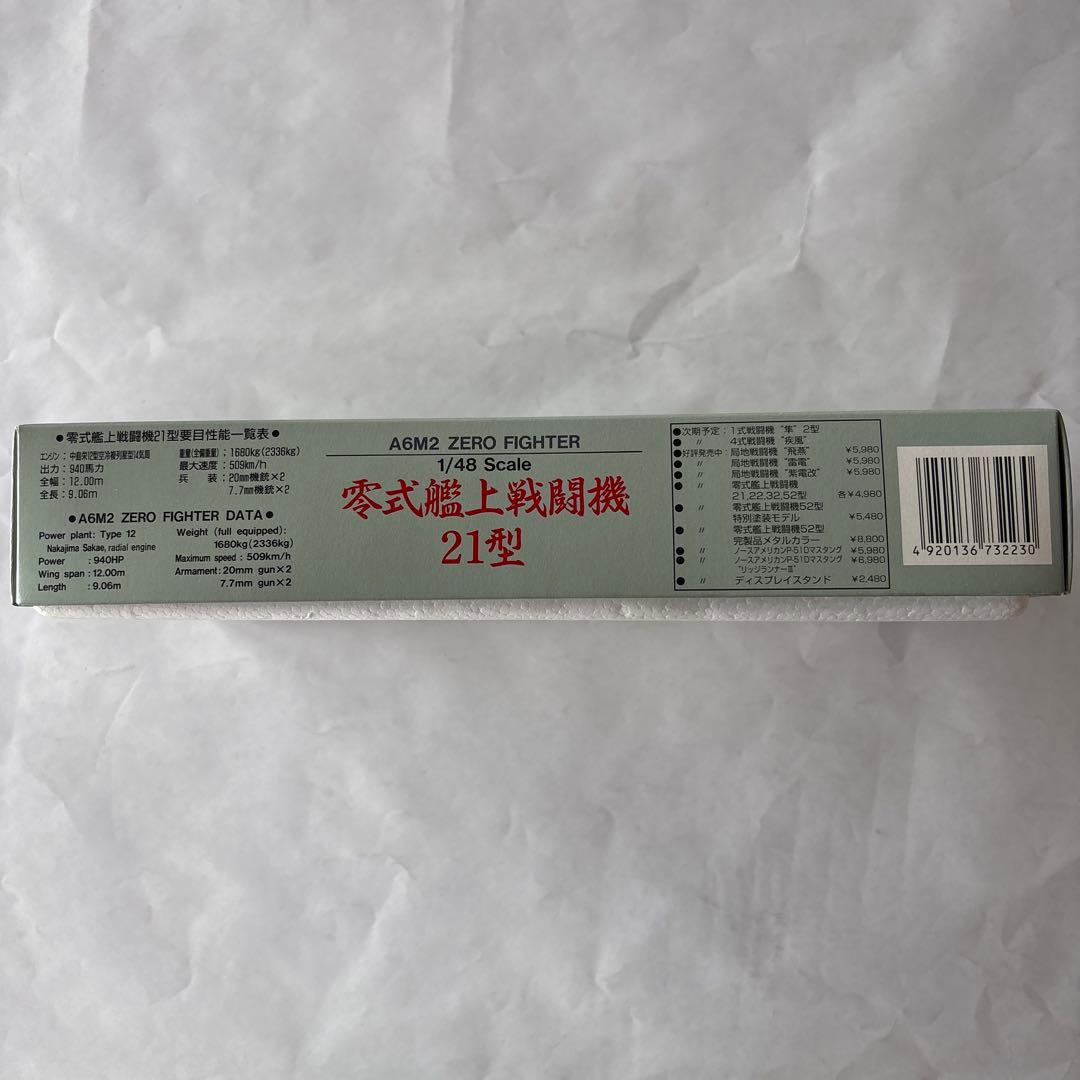 ●零式艦上戦闘機21型要目性能一覧表●
エンジン：中島栄12型空冷複列星型14気筒
出力：940馬力
全幅：12.00m
全長：9.06m
重量(全備重量)：1680kg(2336kg)
最大速度：509km/h
兵　装：20mm機銃×2
7.7mm機銃×2
●A6M2 ZERO FIGHTER DATA●
Power plant: Type 12
Nakajima Sakae, radial engine
Power : 940HP
Wing span : 12.00m
Length : 9.06m
Weight (full equipped):
1680kg(2336kg)
Maximum speed : 509km/h
Armament: 20mm gun×2
7.7mm gun×2
A6M2 ZERO FIGHTER
1/48 Scale
零式艦上戦闘機
21型
●次期予定：1式戦闘機 "隼" 2型
● 〃 4式戦闘機 "疾風"
●好評発売中：局地戦闘機 "飛燕" ¥5,980
● 〃 局地戦闘機 "雷電" ¥5,980
● 〃 局地戦闘機 "紫電改" ¥5,980
● 〃 零式艦上戦闘機
21,22,32,52型 各¥4,980
● 〃 零式艦上戦闘機52型
特別塗装モデル ¥5,480
● 〃 零式艦上戦闘機52型
完製品メタルカラー ¥8,800
● 〃 ノースアメリカンP-51Dマスタング ¥5,980
● 〃 ノースアメリカンP-51Dマスタング ¥6,980
"リッジランナーⅢ"
● 〃 ディスプレイスタンド ¥2,480
4 920136 732230